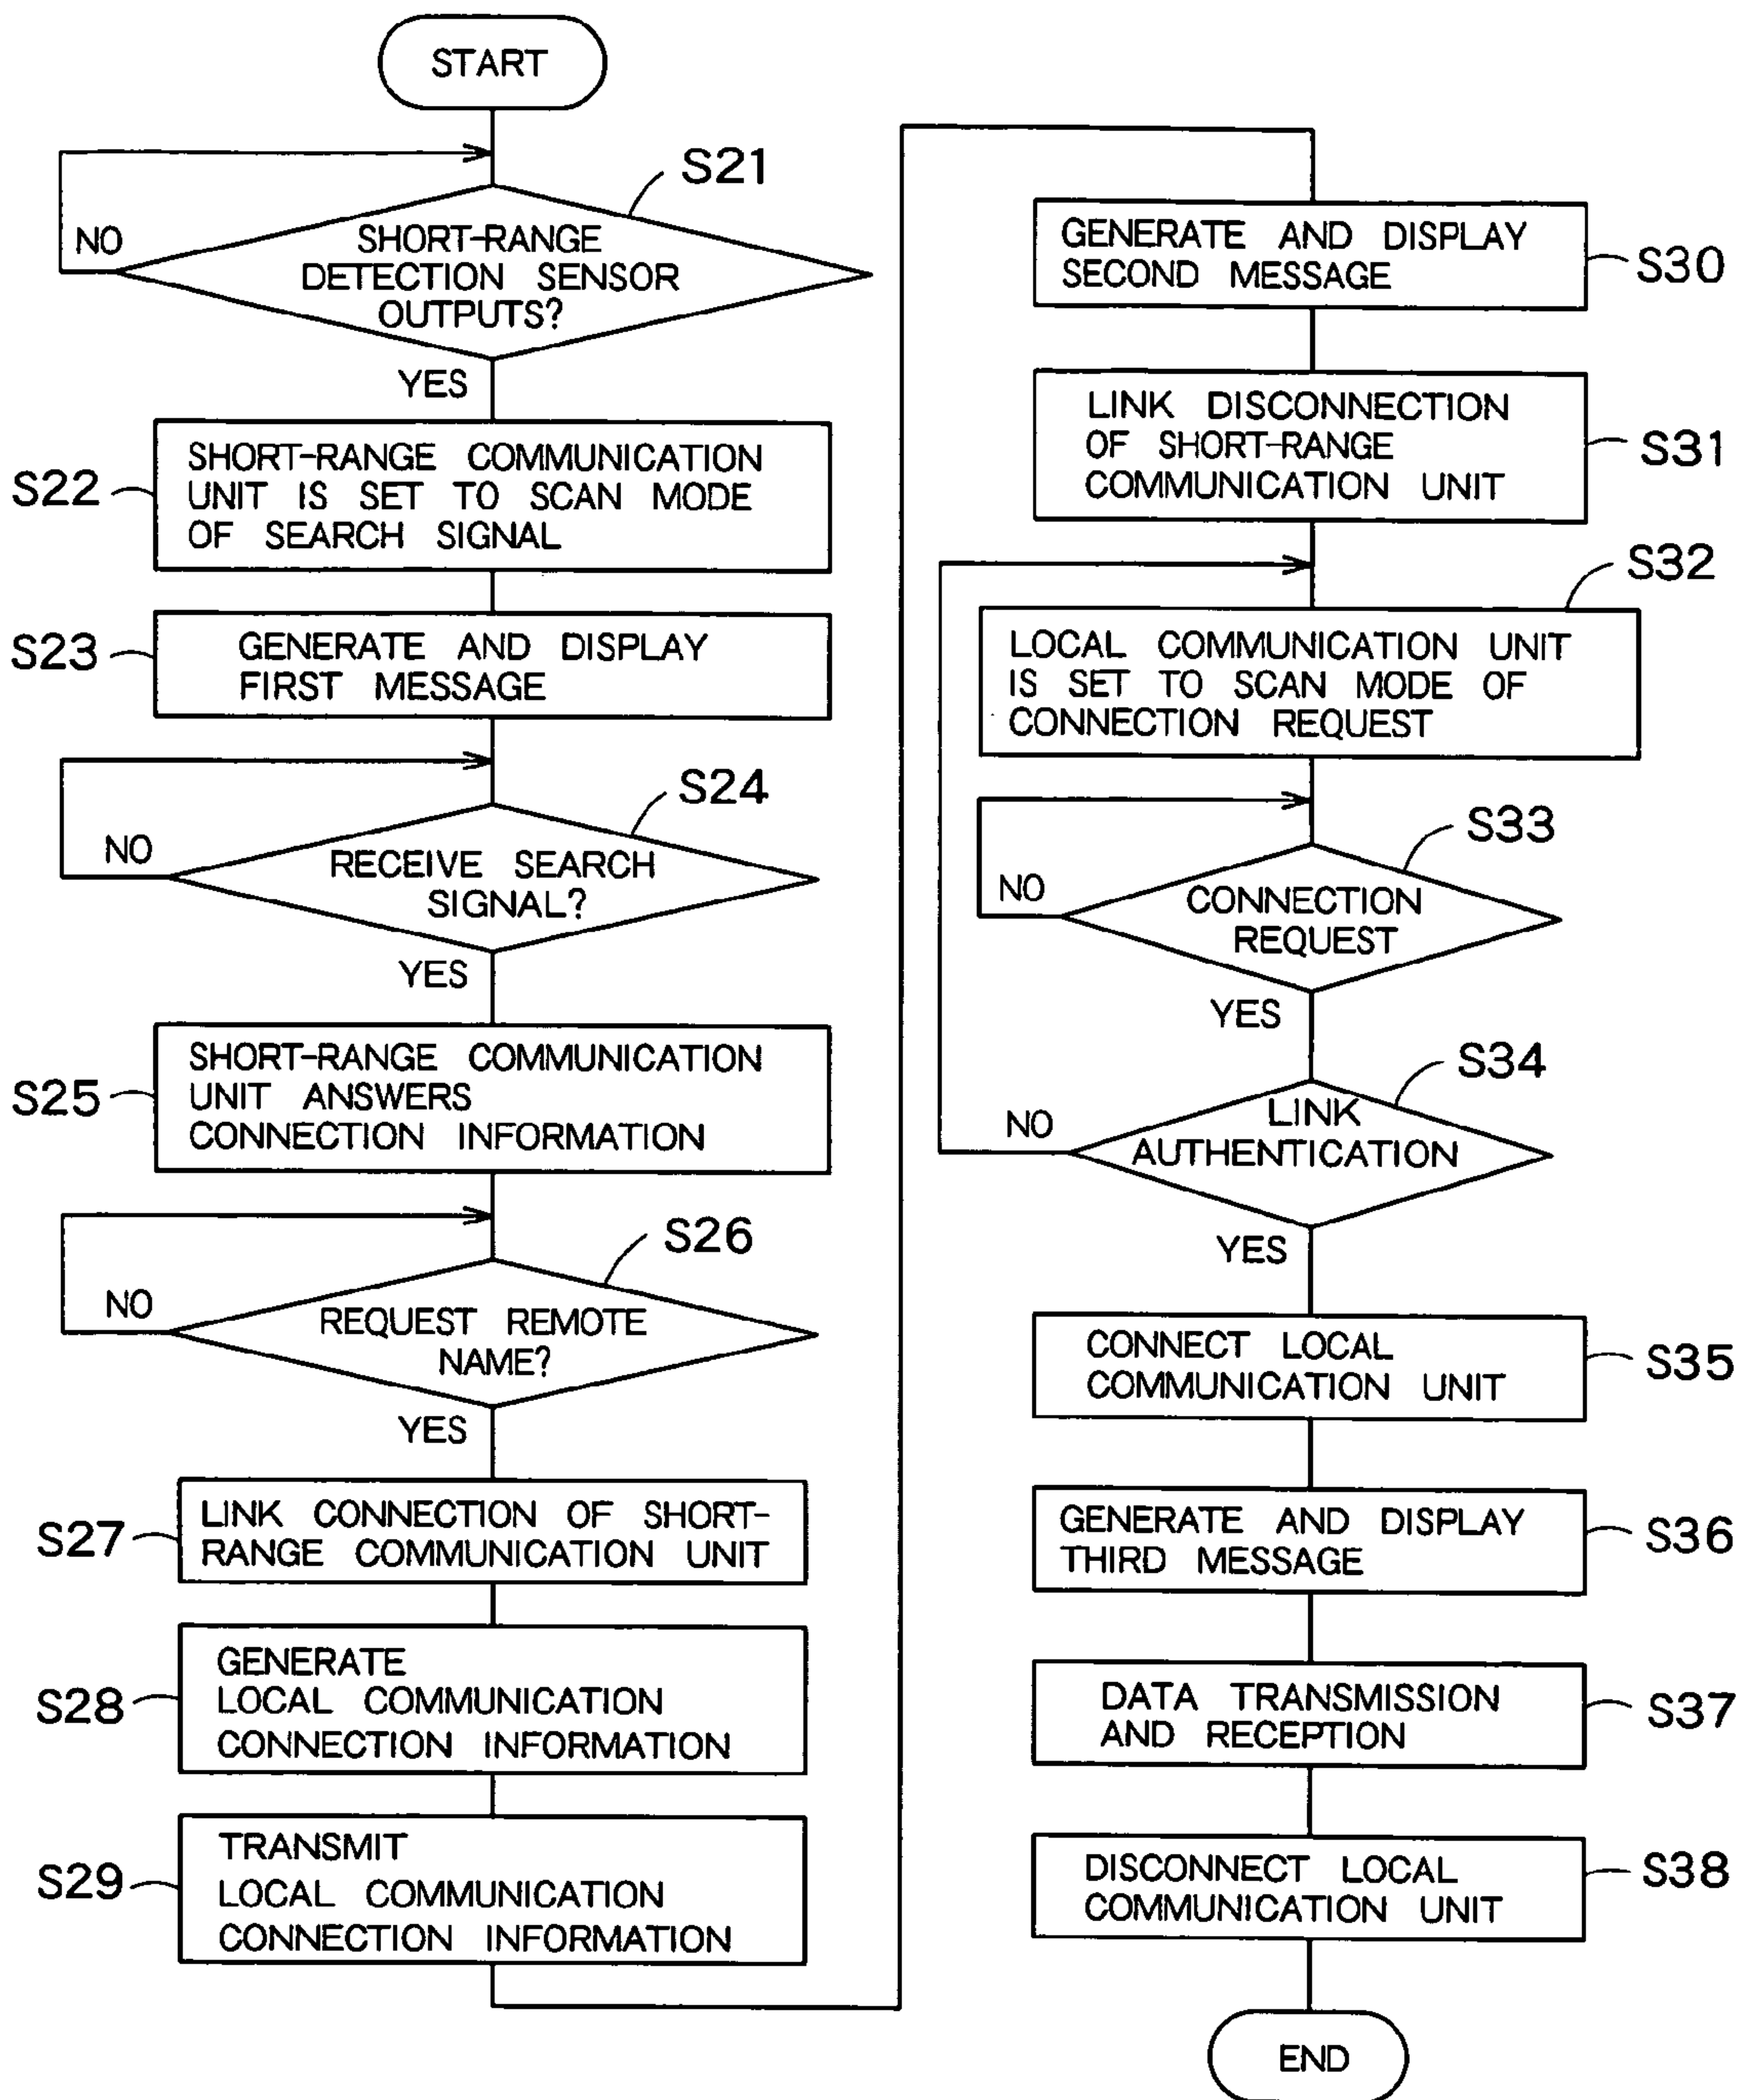 START
S21
NO
SHORT-RANGE
DETECTION SENSOR
OUTPUTS?
YES
S22
SHORT-RANGE COMMUNICATION
UNIT IS SET TO SCAN MODE
OF SEARCH SIGNAL
S23
GENERATE AND DISPLAY
FIRST MESSAGE
S24
NO
RECEIVE SEARCH
SIGNAL?
YES
S25
SHORT-RANGE COMMUNICATION
UNIT ANSWERS
CONNECTION INFORMATION
S26
NO
REQUEST REMOTE
NAME?
YES
S27
LINK CONNECTION OF SHORT-
RANGE COMMUNICATION UNIT
S28
GENERATE
LOCAL COMMUNICATION
CONNECTION INFORMATION
S29
TRANSMIT
LOCAL COMMUNICATION
CONNECTION INFORMATION
GENERATE AND DISPLAY
SECOND MESSAGE
S30
LINK DISCONNECTION
OF SHORT-RANGE
COMMUNICATION UNIT
S31
S32
LOCAL COMMUNICATION UNIT
IS SET TO SCAN MODE OF
CONNECTION REQUEST
S33
NO
CONNECTION
REQUEST
YES
S34
NO
LINK
AUTHENTICATION
YES
CONNECT LOCAL
COMMUNICATION UNIT
S35
GENERATE AND DISPLAY
THIRD MESSAGE
S36
DATA TRANSMISSION
AND RECEPTION
S37
DISCONNECT LOCAL
COMMUNICATION UNIT
S38
END